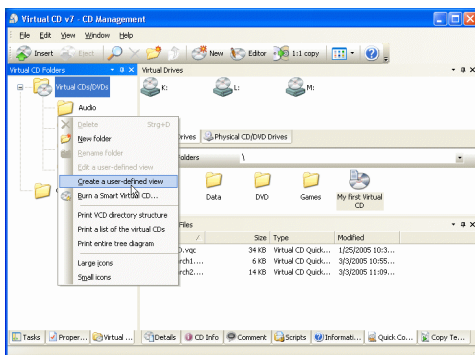 Virtual CD v7 - CD Management
File Edit View Window Help
Insert Eject New Editor 1:1 copy
Virtual CD Folders
Virtual CDs/DVDs
Audio
Delete Strg+D
New folder
Rename folder
Edit a user-defined view
Create a user-defined view
Burn a Smart Virtual CD...
Print VCD directory structure
Print a list of the virtual CDs
Print entire tree diagram
Large icons
Small icons
Virtual Drives
K: L: M:
rives Physical CD/DVD Drives
olders \
Data DVD Games My first Virtual
CD
Files
Size Type Modified
D.vqc 34 KB Virtual CD Quick... 1/25/2005 10:3...
rch1.... 6 KB Virtual CD Quick... 3/3/2005 10:55...
rch2... 14 KB Virtual CD Quick... 3/3/2005 11:09...
Tasks Proper... Virtual ... Details CD Info Comment Scripts Informati... Quick Co... Copy Te...